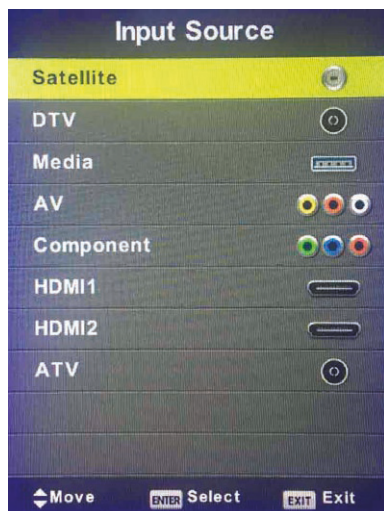 Input Source
Satellite
DTV
Media
AV
Component
HDMI1
HDMI2
ATV
Move ENTER Select EXIT Exit